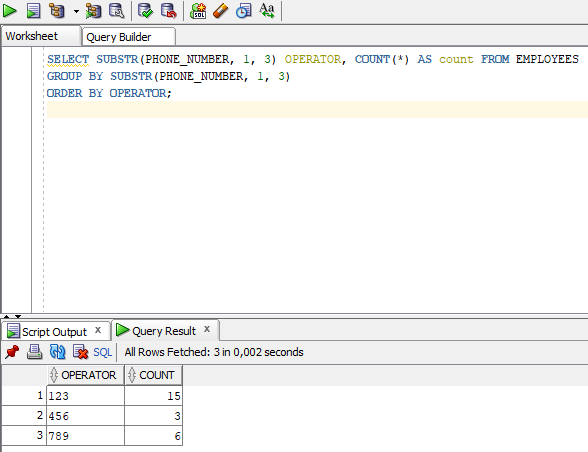 SQL
Aa
Worksheet Query Builder
SELECT SUBSTR(PHONE_NUMBER, 1, 3) OPERATOR, COUNT(*) AS count FROM EMPLOYEES
GROUP BY SUBSTR(PHONE_NUMBER, 1, 3)
ORDER BY OPERATOR;
Script Output x Query Result x
SQL All Rows Fetched: 3 in 0,002 seconds
OPERATOR COUNT
1 123 15
2 456 3
3 789 6